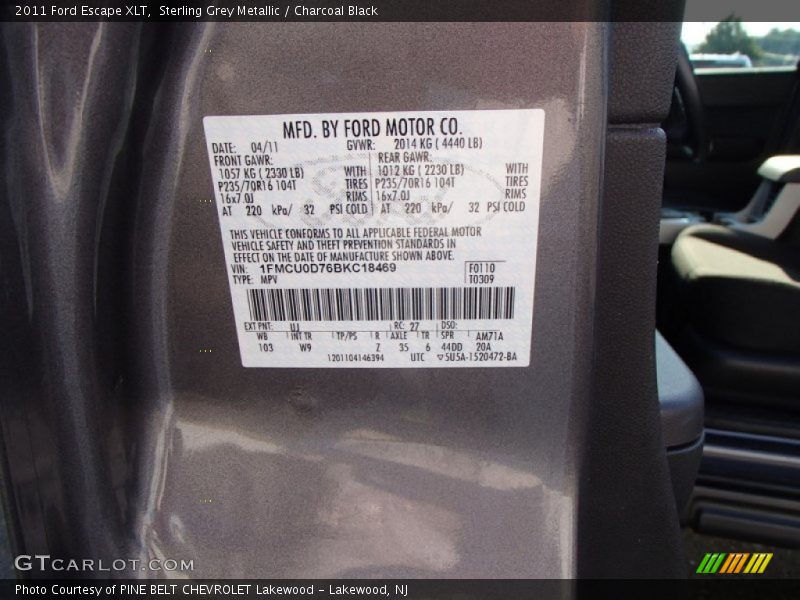 2011 Ford Escape XLT,  Sterling Grey Metallic / Charcoal Black
MFD. BY FORD MOTOR CO.
DATE: 04/11 GVWR: 2014 KG ( 4440 LB)
FRONT GAWR: REAR GAWR:
1057 KG ( 2330 LB) WITH 1012 KG ( 2230 LB) WITH
P235/70R16 104T TIRES P235/70R16 104T TIRES
16x7.0J RIMS 16x7.0J RIMS
AT 220 kPa/ 32 PSI COLD AT 220 kPa/ 32 PSI COLD
THIS VEHICLE CONFORMS TO ALL APPLICABLE FEDERAL MOTOR
VEHICLE SAFETY AND THEFT PREVENTION STANDARDS IN
EFFECT ON THE DATE OF MANUFACTURE SHOWN ABOVE.
VIN: 1FMCU0D76BKC18469 F0110
TYPE: MPV T0309
EXT PNT: UJ RC: 27 DSO:
WB INT TR TP/PS R AXLE TR SPR AM71A
103 W9 Z 35 6 44DD 20A
1201104146394 UTC ▽5U5A-1520472-BA
GTCARLOT.COM
Photo Courtesy of PINE BELT CHEVROLET Lakewood - Lakewood, NJ